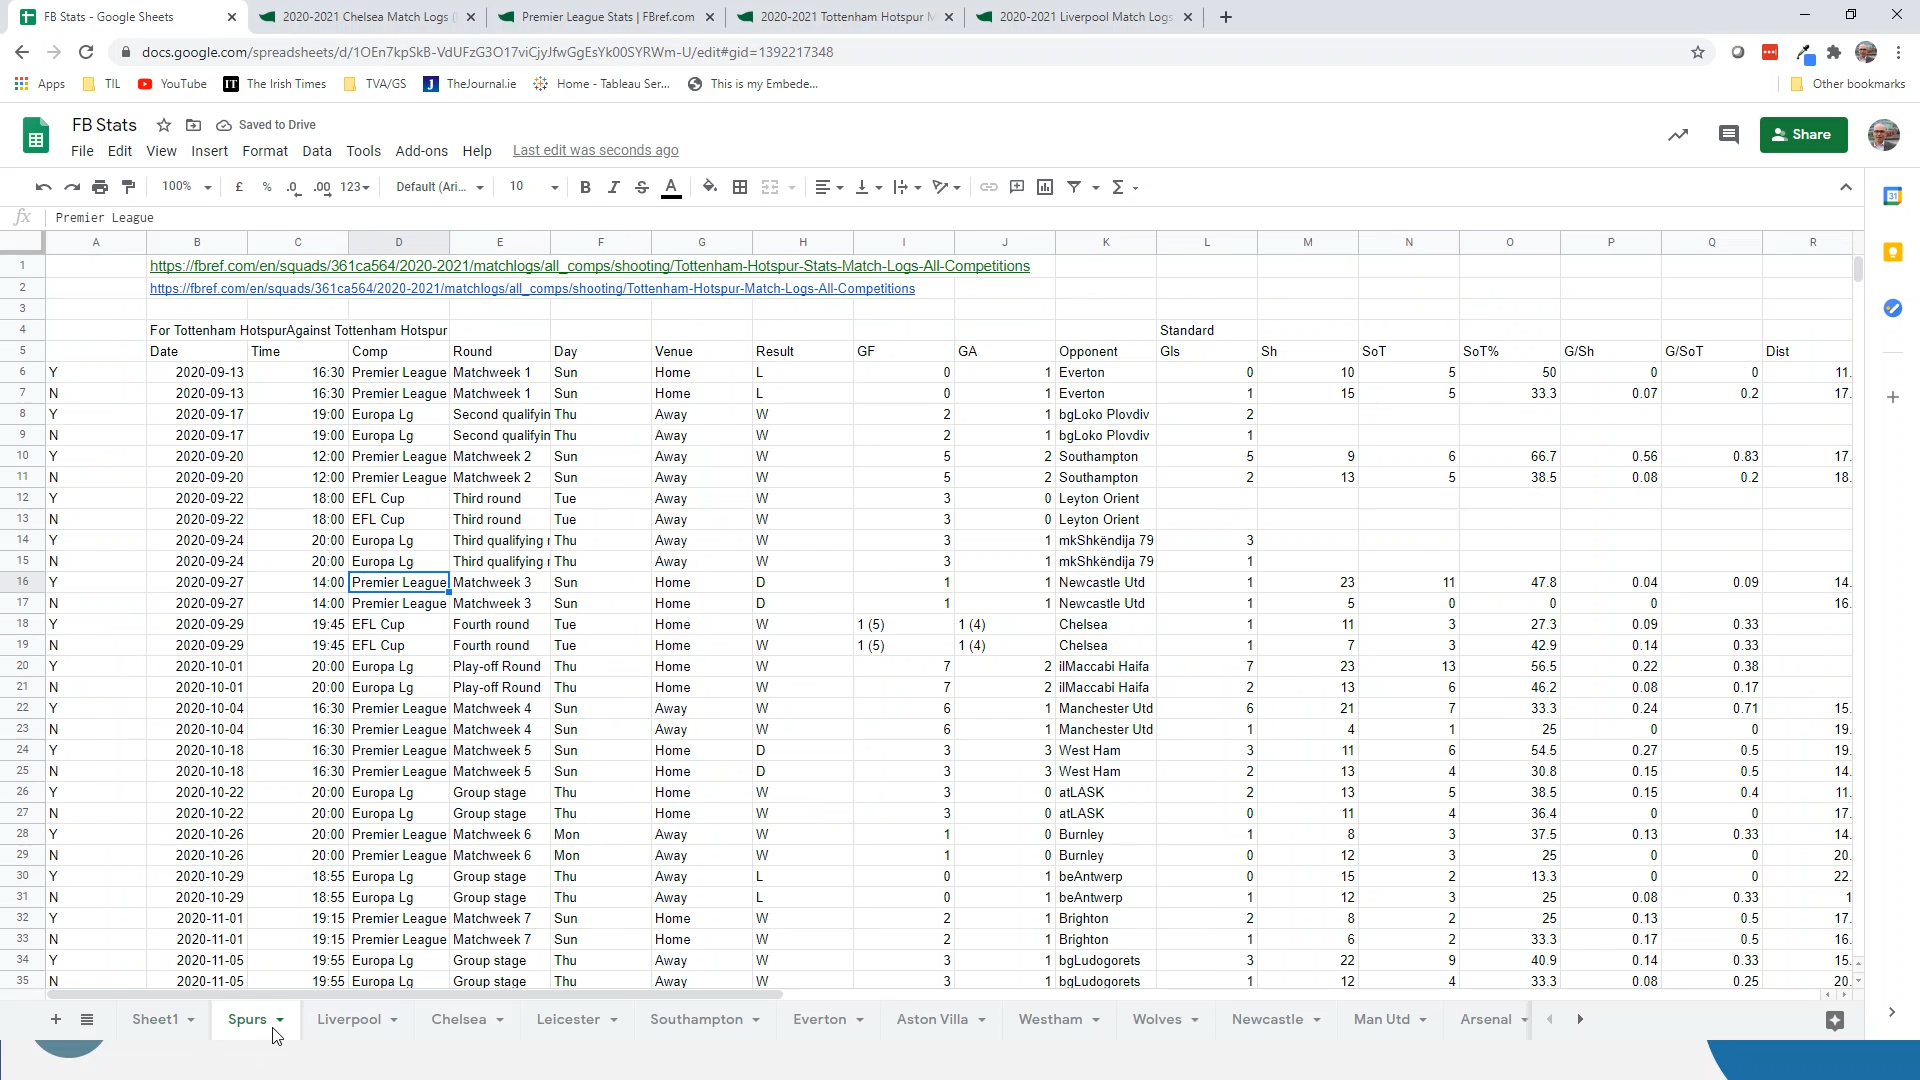 FB Stats - Google Sheets
2020-2021 Chelsea Match Logs (
Premier League Stats | FBref.com
2020-2021 Tottenham Hotspur M
2020-2021 Liverpool Match Logs
docs.google.com/spreadsheets/d/1OEn7kpSkB-VdUFzG3O17viCjyJfwGgEsYk00SYRWm-U/edit#gid=1392217348
Apps TIL YouTube The Irish Times TVA/GS TheJournal.ie Home - Tableau Ser... This is my Embede... Other bookmarks
FB Stats Saved to Drive
Share
File Edit View Insert Format Data Tools Add-ons Help Last edit was seconds ago
100% £ % .0 .00 123 Default (Ari... 10 B I S A
31
fx Premier League
A B C D E F G H I J K L M N O P Q R
1 https://fbref.com/en/squads/361ca564/2020-2021/matchlogs/all_comps/shooting/Tottenham-Hotspur-Stats-Match-Logs-All-Competitions
2 https://fbref.com/en/squads/361ca564/2020-2021/matchlogs/all_comps/shooting/Tottenham-Hotspur-Match-Logs-All-Competitions
3
4 For Tottenham HotspurAgainst Tottenham Hotspur Standard
5 Date Time Comp Round Day Venue Result GF GA Opponent Gls Sh SoT SoT% G/Sh G/SoT Dist
6 Y 2020-09-13 16:30 Premier League Matchweek 1 Sun Home L 0 1 Everton 0 10 5 50 0 0 11.
7 N 2020-09-13 16:30 Premier League Matchweek 1 Sun Home L 0 1 Everton 1 15 5 33.3 0.07 0.2 17.
8 Y 2020-09-17 19:00 Europa Lg Second qualifyin Thu Away W 2 1 bgLoko Plovdiv 2
9 N 2020-09-17 19:00 Europa Lg Second qualifyin Thu Away W 2 1 bgLoko Plovdiv 1
10 Y 2020-09-20 12:00 Premier League Matchweek 2 Sun Away W 5 2 Southampton 5 9 6 66.7 0.56 0.83 17.
11 N 2020-09-20 12:00 Premier League Matchweek 2 Sun Away W 5 2 Southampton 2 13 5 38.5 0.08 0.2 18.
12 Y 2020-09-22 18:00 EFL Cup Third round Tue Away W 3 0 Leyton Orient
13 N 2020-09-22 18:00 EFL Cup Third round Tue Away W 3 0 Leyton Orient
14 Y 2020-09-24 20:00 Europa Lg Third qualifying r Thu Away W 3 1 mkShkëndija 79 3
15 N 2020-09-24 20:00 Europa Lg Third qualifying r Thu Away W 3 1 mkShkëndija 79 1
16 Y 2020-09-27 14:00 Premier League Matchweek 3 Sun Home D 1 1 Newcastle Utd 1 23 11 47.8 0.04 0.09 14.
17 N 2020-09-27 14:00 Premier League Matchweek 3 Sun Home D 1 1 Newcastle Utd 1 5 0 0 0 16.
18 Y 2020-09-29 19:45 EFL Cup Fourth round Tue Home W 1 (5) 1 (4) Chelsea 1 11 3 27.3 0.09 0.33
19 N 2020-09-29 19:45 EFL Cup Fourth round Tue Home W 1 (5) 1 (4) Chelsea 1 7 3 42.9 0.14 0.33
20 Y 2020-10-01 20:00 Europa Lg Play-off Round Thu Home W 7 2 ilMaccabi Haifa 7 23 13 56.5 0.22 0.38
21 N 2020-10-01 20:00 Europa Lg Play-off Round Thu Home W 7 2 ilMaccabi Haifa 2 13 6 46.2 0.08 0.17
22 Y 2020-10-04 16:30 Premier League Matchweek 4 Sun Away W 6 1 Manchester Utd 6 21 7 33.3 0.24 0.71 15.
23 N 2020-10-04 16:30 Premier League Matchweek 4 Sun Away W 6 1 Manchester Utd 1 4 1 25 0 0 19.
24 Y 2020-10-18 16:30 Premier League Matchweek 5 Sun Home D 3 3 West Ham 3 11 6 54.5 0.27 0.5 19.
25 N 2020-10-18 16:30 Premier League Matchweek 5 Sun Home D 3 3 West Ham 2 13 4 30.8 0.15 0.5 14.
26 Y 2020-10-22 20:00 Europa Lg Group stage Thu Home W 3 0 atLASK 2 13 5 38.5 0.15 0.4 11.
27 N 2020-10-22 20:00 Europa Lg Group stage Thu Home W 3 0 atLASK 0 11 4 36.4 0 0 17.
28 Y 2020-10-26 20:00 Premier League Matchweek 6 Mon Away W 1 0 Burnley 1 8 3 37.5 0.13 0.33 14.
29 N 2020-10-26 20:00 Premier League Matchweek 6 Mon Away W 1 0 Burnley 0 12 3 25 0 0 20.
30 Y 2020-10-29 18:55 Europa Lg Group stage Thu Away L 0 1 beAntwerp 0 15 2 13.3 0 0 22.
31 N 2020-10-29 18:55 Europa Lg Group stage Thu Away L 0 1 beAntwerp 1 12 3 25 0.08 0.33 1
32 Y 2020-11-01 19:15 Premier League Matchweek 7 Sun Home W 2 1 Brighton 2 8 2 25 0.13 0.5 17.
33 N 2020-11-01 19:15 Premier League Matchweek 7 Sun Home W 2 1 Brighton 1 6 2 33.3 0.17 0.5 16.
34 Y 2020-11-05 19:55 Europa Lg Group stage Thu Away W 3 1 bgLudogorets 3 22 9 40.9 0.14 0.33 15.
35 N 2020-11-05 19:55 Europa Lg Group stage Thu Away W 3 1 bgLudogorets 1 12 4 33.3 0.08 0.25 20.
Sheet1 Spurs Liverpool Chelsea Leicester Southampton Everton Aston Villa Westham Wolves Newcastle Man Utd Arsenal